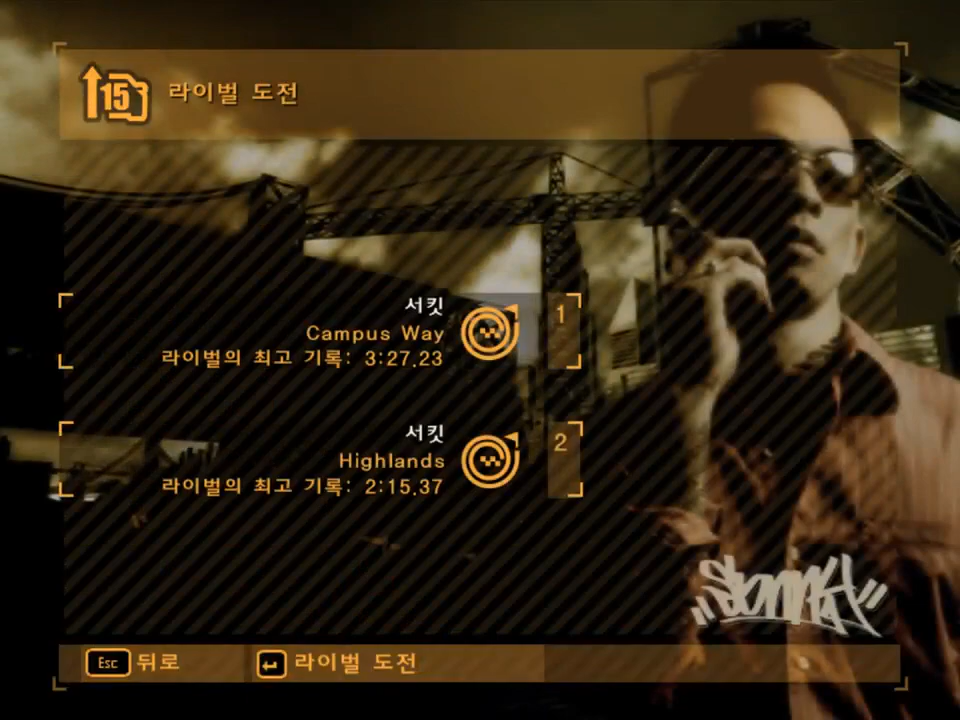 15 라이벌 도전
서킷
Campus Way
라이벌의 최고 기록: 3:27.23
1
서킷
Highlands
라이벌의 최고 기록: 2:15.37
2
"SONNY"
Esc 뒤로
라이벌 도전